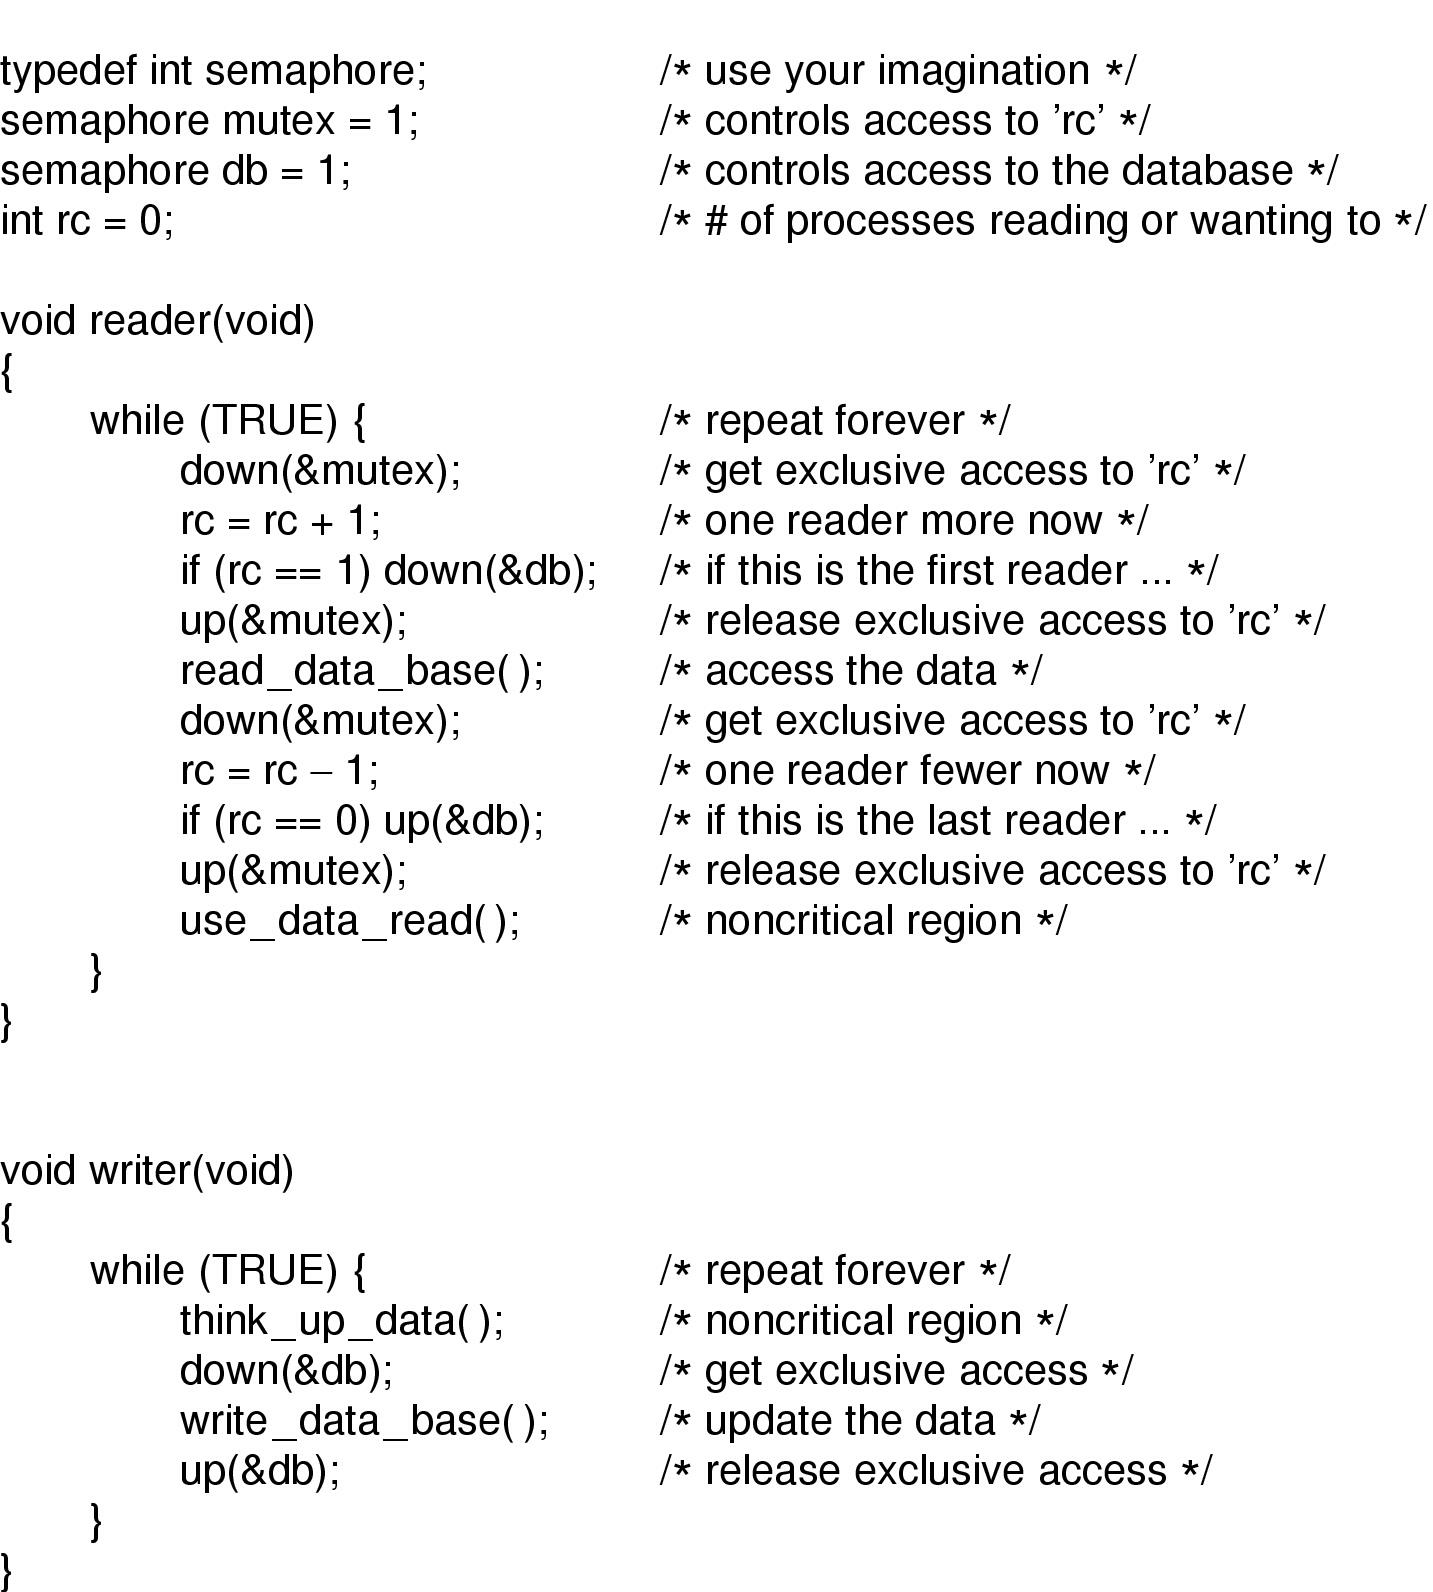 typedef int semaphore; /* use your imagination */
semaphore mutex = 1; /* controls access to ’rc’ */
semaphore db = 1; /* controls access to the database */
int rc = 0; /* # of processes reading or wanting to */
void reader(void)
{
while (TRUE) { /* repeat forever */
down(&mutex); /* get exclusive access to ’rc’ */
rc = rc + 1; /* one reader more now */
if (rc == 1) down(&db); /* if this is the first reader ... */
up(&mutex); /* release exclusive access to ’rc’ */
read_data_base( ); /* access the data */
down(&mutex); /* get exclusive access to ’rc’ */
rc = rc − 1; /* one reader fewer now */
if (rc == 0) up(&db); /* if this is the last reader ... */
up(&mutex); /* release exclusive access to ’rc’ */
use_data_read( ); /* noncritical region */
}
}
void writer(void)
{
while (TRUE) { /* repeat forever */
think_up_data( ); /* noncritical region */
down(&db); /* get exclusive access */
write_data_base( ); /* update the data */
up(&db); /* release exclusive access */
}
}